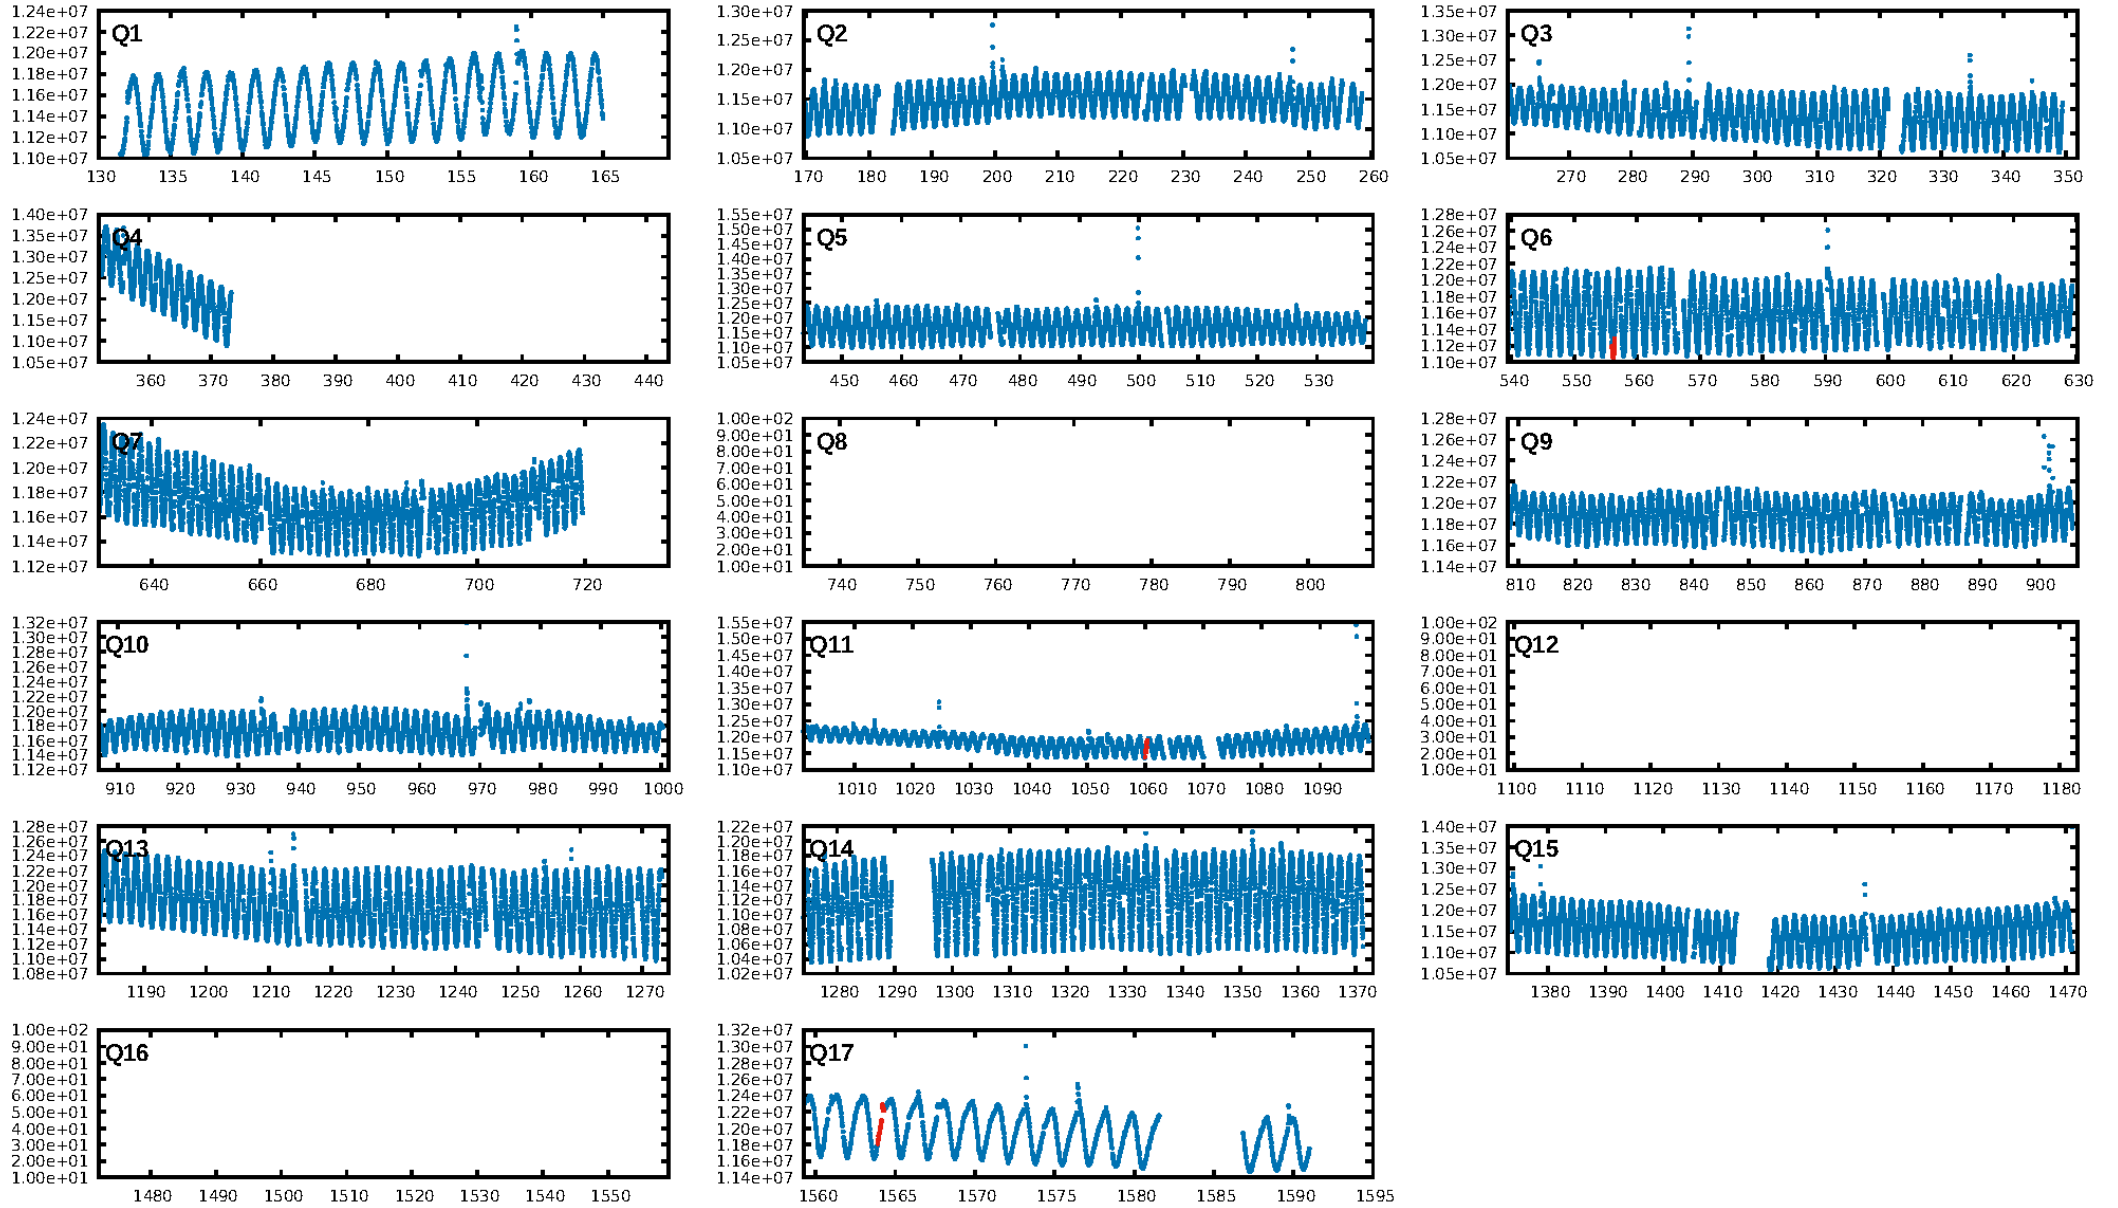 1.24e+07 1.22e+07 1.20e+07 1.18e+07 1.16e+07 1.14e+07 1.12e+07 1.10e+07
Q1
130 135 140 145 150 155 160 165
1.30e+07 1.25e+07 1.20e+07 1.15e+07 1.10e+07 1.05e+07
Q2
170 180 190 200 210 220 230 240 250 260
1.35e+07 1.30e+07 1.25e+07 1.20e+07 1.15e+07 1.10e+07 1.05e+07
Q3
270 280 290 300 310 320 330 340 350
1.40e+07 1.35e+07 1.30e+07 1.25e+07 1.20e+07 1.15e+07 1.10e+07 1.05e+07
Q4
360 370 380 390 400 410 420 430 440
1.55e+07 1.50e+07 1.45e+07 1.40e+07 1.35e+07 1.30e+07 1.25e+07 1.20e+07 1.15e+07 1.10e+07 1.05e+07
Q5
450 460 470 480 490 500 510 520 530
1.28e+07 1.26e+07 1.24e+07 1.22e+07 1.20e+07 1.18e+07 1.16e+07 1.14e+07 1.12e+07 1.10e+07
Q6
540 550 560 570 580 590 600 610 620 630
1.24e+07 1.22e+07 1.20e+07 1.18e+07 1.16e+07 1.14e+07 1.12e+07
Q7
640 660 680 700 720
1.00e+02 9.00e+01 8.00e+01 7.00e+01 6.00e+01 5.00e+01 4.00e+01 3.00e+01 2.00e+01 1.00e+01
Q8
740 750 760 770 780 790 800
1.28e+07 1.26e+07 1.24e+07 1.22e+07 1.20e+07 1.18e+07 1.16e+07 1.14e+07
Q9
810 820 830 840 850 860 870 880 890 900
1.32e+07 1.30e+07 1.28e+07 1.26e+07 1.24e+07 1.22e+07 1.20e+07 1.18e+07 1.16e+07 1.14e+07 1.12e+07
Q10
910 920 930 940 950 960 970 980 990 1000
1.55e+07 1.50e+07 1.45e+07 1.40e+07 1.35e+07 1.30e+07 1.25e+07 1.20e+07 1.15e+07 1.10e+07
Q11
1010 1020 1030 1040 1050 1060 1070 1080 1090
1.00e+02 9.00e+01 8.00e+01 7.00e+01 6.00e+01 5.00e+01 4.00e+01 3.00e+01 2.00e+01 1.00e+01
Q12
1100 1110 1120 1130 1140 1150 1160 1170 1180
1.28e+07 1.26e+07 1.24e+07 1.22e+07 1.20e+07 1.18e+07 1.16e+07 1.14e+07 1.12e+07 1.10e+07 1.08e+07
Q13
1190 1200 1210 1220 1230 1240 1250 1260 1270
1.22e+07 1.20e+07 1.18e+07 1.16e+07 1.14e+07 1.12e+07 1.10e+07 1.08e+07 1.06e+07 1.04e+07 1.02e+07
Q14
1280 1290 1300 1310 1320 1330 1340 1350 1360 1370
1.40e+07 1.35e+07 1.30e+07 1.25e+07 1.20e+07 1.15e+07 1.10e+07 1.05e+07
Q15
1380 1390 1400 1410 1420 1430 1440 1450 1460 1470
1.00e+02 9.00e+01 8.00e+01 7.00e+01 6.00e+01 5.00e+01 4.00e+01 3.00e+01 2.00e+01 1.00e+01
Q16
1480 1490 1500 1510 1520 1530 1540 1550
1.32e+07 1.30e+07 1.28e+07 1.26e+07 1.24e+07 1.22e+07 1.20e+07 1.18e+07 1.16e+07 1.14e+07
Q17
1560 1565 1570 1575 1580 1585 1590 1595